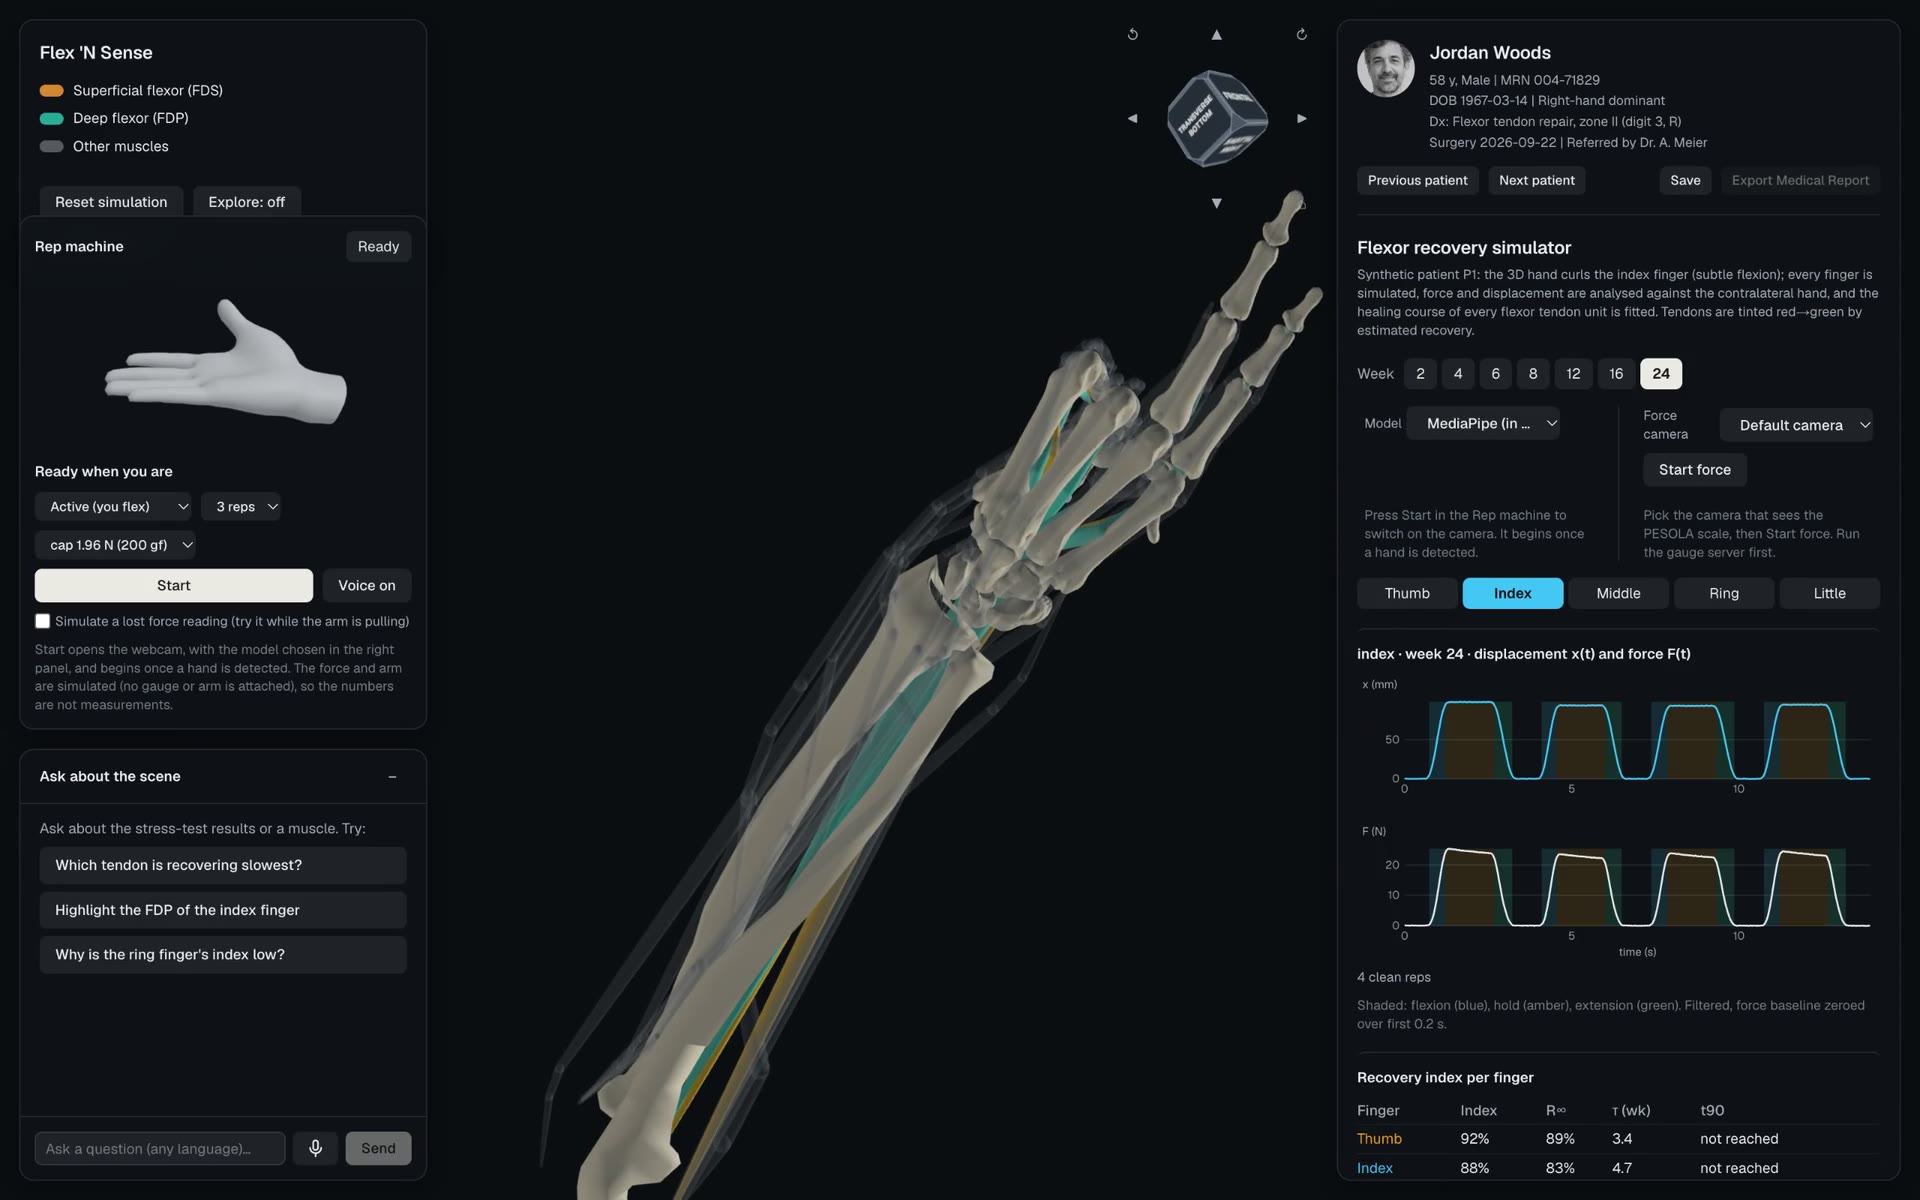 Flex 'N Sense
Superficial flexor (FDS)
Deep flexor (FDP)
Other muscles
Reset simulation
Explore: off
Rep machine
Ready
Ready when you are
Active (you flex)
3 reps
cap 1.96 N (200 gf)
Start
Voice on
Simulate a lost force reading (try it while the arm is pulling)
Start opens the webcam, with the model chosen in the right
panel, and begins once a hand is detected. The force and arm
are simulated (no gauge or arm is attached), so the numbers
are not measurements.
Ask about the scene
Ask about the stress-test results or a muscle. Try:
Which tendon is recovering slowest?
Highlight the FDP of the index finger
Why is the ring finger's index low?
Ask a question (any language)...
Send
TRANSVERSE
BOTTOM
Jordan Woods
58 y, Male | MRN 004-71829
DOB 1967-03-14 | Right-hand dominant
Dx: Flexor tendon repair, zone II (digit 3, R)
Surgery 2026-09-22 | Referred by Dr. A. Meier
Previous patient
Next patient
Save
Export Medical Report
Flexor recovery simulator
Synthetic patient P1: the 3D hand curls the index finger (subtle flexion); every finger is
simulated, force and displacement are analysed against the contralateral hand, and the
healing course of every flexor tendon unit is fitted. Tendons are tinted red→green by
estimated recovery.
Week 2 4 6 8 12 16 24
Model
MediaPipe (in ...
Press Start in the Rep machine to
switch on the camera. It begins once
a hand is detected.
Force
camera
Default camera
Start force
Pick the camera that sees the
PESOLA scale, then Start force. Run
the gauge server first.
Thumb
Index
Middle
Ring
Little
index · week 24 · displacement x(t) and force F(t)
x (mm)
50
0
0 5 10
F (N)
20
10
0
0 5 10
time (s)
4 clean reps
Shaded: flexion (blue), hold (amber), extension (green). Filtered, force baseline zeroed
over first 0.2 s.
Recovery index per finger
Finger Index R∞ τ (wk) t90
Thumb 92% 89% 3.4 not reached
Index 88% 83% 4.7 not reached